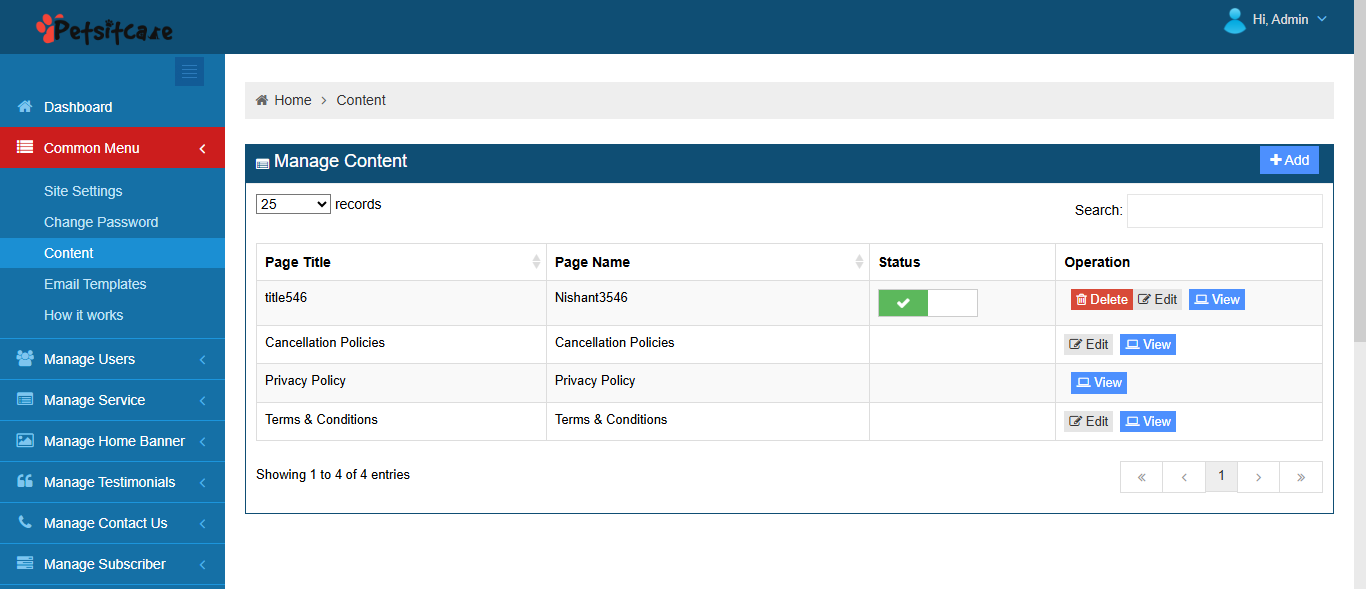 Petsitcare
Hi, Admin
Dashboard
Common Menu
Site Settings
Change Password
Content
Email Templates
How it works
Manage Users
Manage Service
Manage Home Banner
Manage Testimonials
Manage Contact Us
Manage Subscriber
Home > Content
Manage Content
+ Add
25 records
Search:
Page Title Page Name Status Operation
title546 Nishant3546 Delete Edit View
Cancellation Policies Cancellation Policies Edit View
Privacy Policy Privacy Policy View
Terms & Conditions Terms & Conditions Edit View
Showing 1 to 4 of 4 entries
« ‹ 1 › »